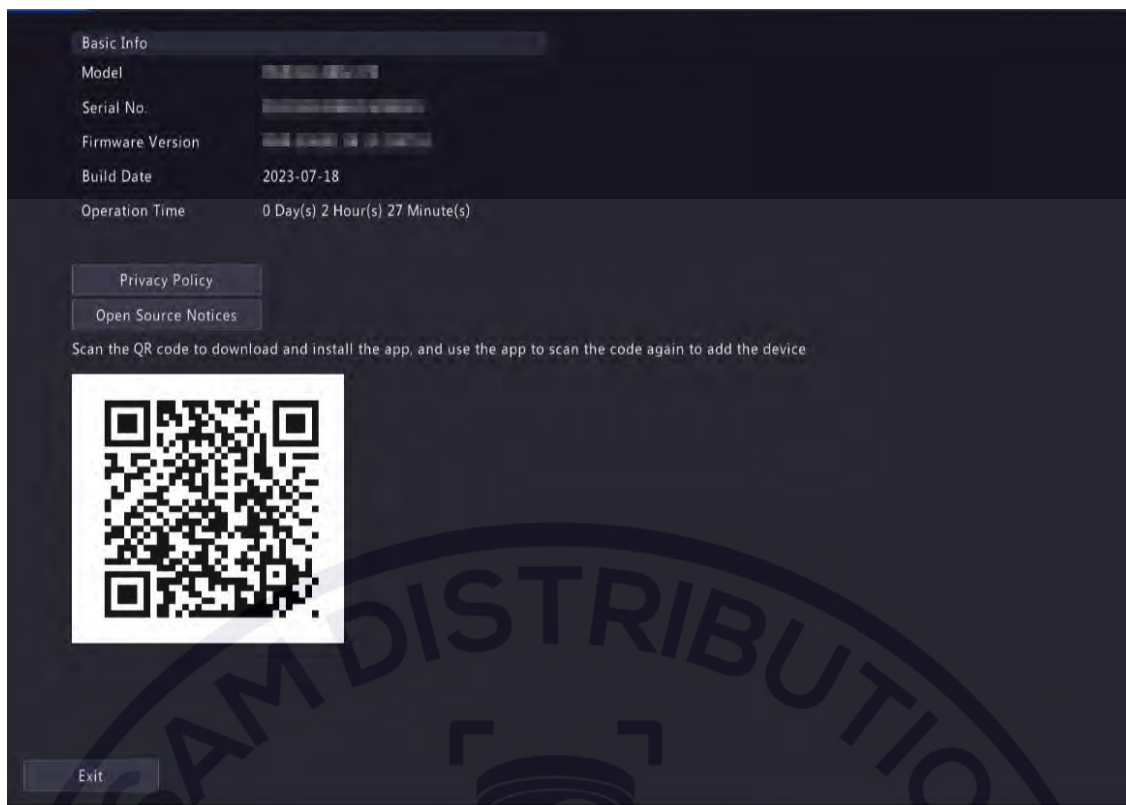 Basic Info
Model
Serial No.
Firmware Version
Build Date 2023-07-18
Operation Time 0 Day(s) 2 Hour(s) 27 Minute(s)
Privacy Policy
Open Source Notices
Scan the QR code to download and install the app, and use the app to scan the code again to add the device
DISTRIBUTIO
Exit